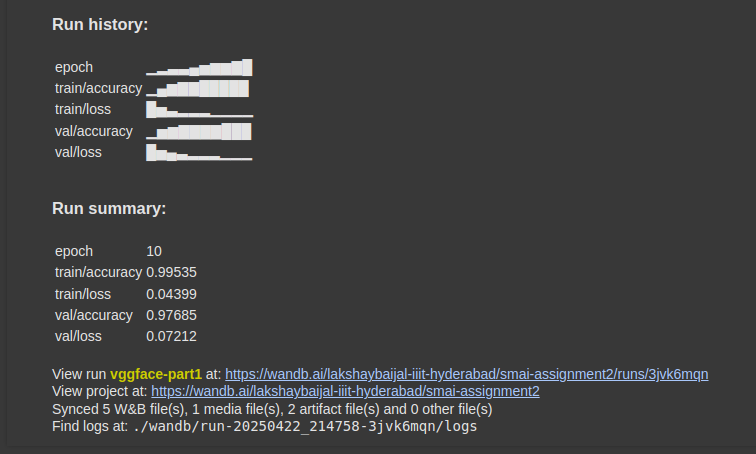 Run history:
epoch
train/accuracy
train/loss
val/accuracy
val/loss
Run summary:
epoch 10
train/accuracy 0.99535
train/loss 0.04399
val/accuracy 0.97685
val/loss 0.07212
View run vggface-part1 at: https://wandb.ai/lakshaybaijal-iiit-hyderabad/smai-assignment2/runs/3jvk6mqn
View project at: https://wandb.ai/lakshaybaijal-iiit-hyderabad/smai-assignment2
Synced 5 W&B file(s), 1 media file(s), 2 artifact file(s) and 0 other file(s)
Find logs at: ./wandb/run-20250422_214758-3jvk6mqn/logs